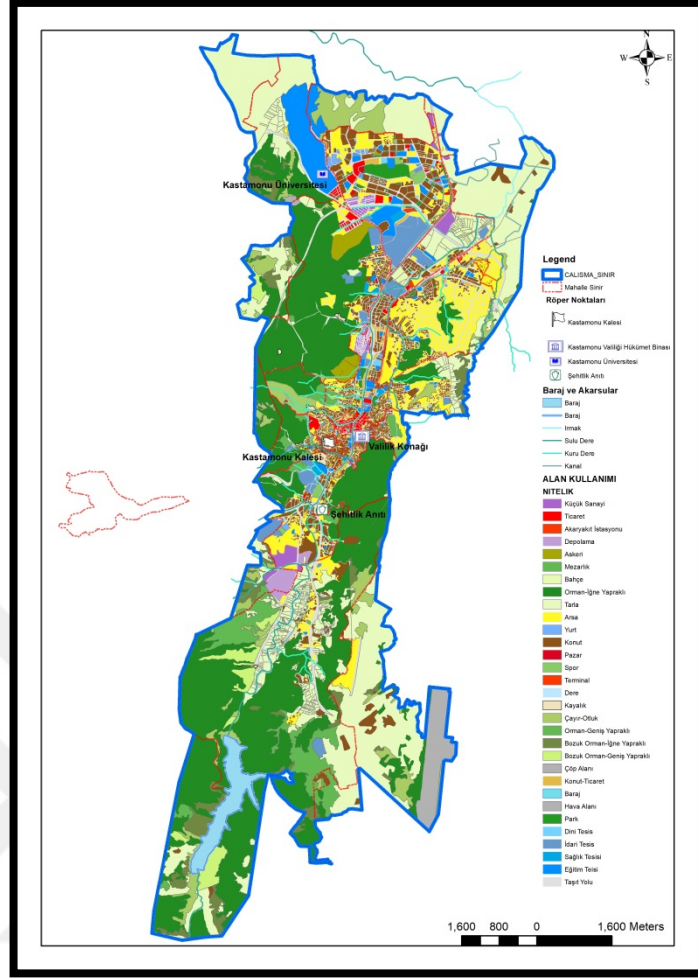 N
W
E
S
Kastamonu Üniversitesi
Valilik Konağı
Kastamonu Kalesi
Şehitlik Anıtı
Legend
CALISMA_SINIR
Mahalle Sinir
Röper Noktaları
Kastamonu Kalesi
Kastamonu Valiliği Hükümet Binası
Kastamonu Üniversitesi
Şehitlik Anıtı
Baraj ve Akarsular
Baraj
Baraj
Irmak
Sulu Dere
Kuru Dere
Kanal
ALAN KULLANIMI
NITELIK
Küçük Sanayi
Ticaret
Akaryakıt İstasyonu
Depolama
Askeri
Mezarlık
Bahçe
Orman-İğne Yapraklı
Tarla
Arsa
Yurt
Konut
Pazar
Spor
Terminal
Dere
Kayalık
Çayır-Otluk
Orman-Geniş Yapraklı
Bozuk Orman-İğne Yapraklı
Bozuk Orman-Geniş Yapraklı
Çöp Alanı
Konut-Ticaret
Baraj
Hava Alanı
Park
Dini Tesis
İdari Tesis
Sağlık Tesisi
Eğitim Teisi
Taşıt Yolu
1,600 800 0 1,600 Meters